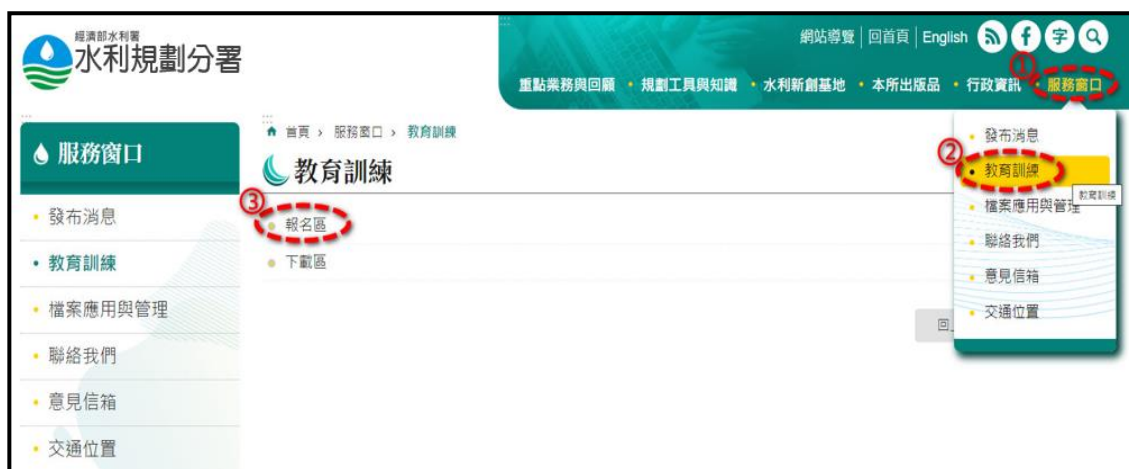 經濟部水利署
水利規劃分署
網站導覽 | 回首頁 | English
字
①
重點業務與回顧 • 規劃工具與知識 • 水利新創基地 • 本所出版品 • 行政資訊 • 服務窗口
服務窗口
• 發布消息
• 教育訓練
• 檔案應用與管理
• 聯絡我們
• 意見信箱
• 交通位置
首頁 › 服務窗口 › 教育訓練
教育訓練
③
• 報名區
• 下載區
回
• 發布消息
②
• 教育訓練
教育訓練
• 檔案應用與管理
• 聯絡我們
• 意見信箱
• 交通位置